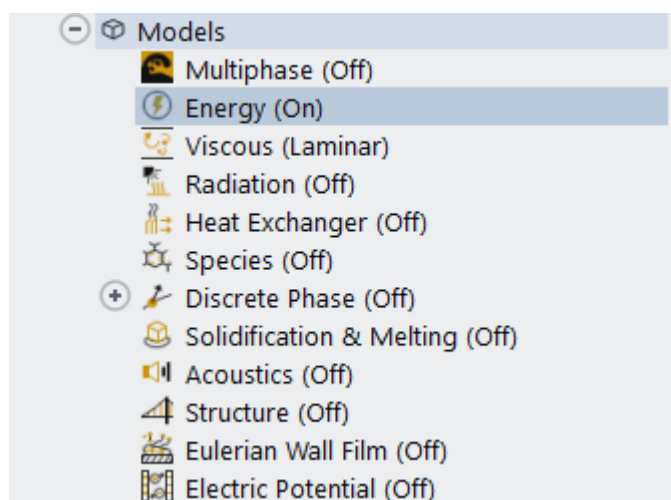 Models
Multiphase (Off)
Energy (On)
Viscous (Laminar)
Radiation (Off)
Heat Exchanger (Off)
Species (Off)
Discrete Phase (Off)
Solidification & Melting (Off)
Acoustics (Off)
Structure (Off)
Eulerian Wall Film (Off)
Electric Potential (Off)